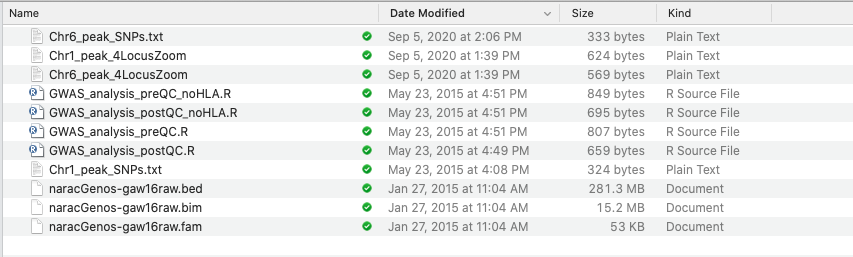 Name Date Modified Size Kind
Chr6_peak_SNPs.txt Sep 5, 2020 at 2:06 PM 333 bytes Plain Text
Chr1_peak_4LocusZoom Sep 5, 2020 at 1:39 PM 624 bytes Plain Text
Chr6_peak_4LocusZoom Sep 5, 2020 at 1:39 PM 569 bytes Plain Text
GWAS_analysis_preQC_noHLA.R May 23, 2015 at 4:51 PM 849 bytes R Source File
GWAS_analysis_postQC_noHLA.R May 23, 2015 at 4:51 PM 695 bytes R Source File
GWAS_analysis_preQC.R May 23, 2015 at 4:51 PM 807 bytes R Source File
GWAS_analysis_postQC.R May 23, 2015 at 4:49 PM 659 bytes R Source File
Chr1_peak_SNPs.txt May 23, 2015 at 4:08 PM 324 bytes Plain Text
naracGenos-gaw16raw.bed Jan 27, 2015 at 11:04 AM 281.3 MB Document
naracGenos-gaw16raw.bim Jan 27, 2015 at 11:04 AM 15.2 MB Document
naracGenos-gaw16raw.fam Jan 27, 2015 at 11:04 AM 53 KB Document